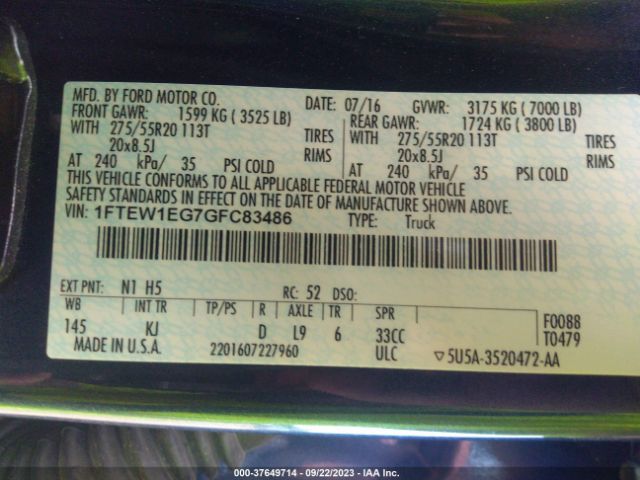 MFD. BY FORD MOTOR CO. DATE: 07/16 GVWR: 3175 KG ( 7000 LB)
FRONT GAWR: 1599 KG ( 3525 LB) REAR GAWR: 1724 KG ( 3800 LB)
WITH 275/55R20 113T TIRES WITH 275/55R20 113T TIRES
20x8.5J RIMS 20x8.5J RIMS
AT 240 kPa/ 35 PSI COLD AT 240 kPa/ 35 PSI COLD
THIS VEHICLE CONFORMS TO ALL APPLICABLE FEDERAL MOTOR VEHICLE
SAFETY STANDARDS IN EFFECT ON THE DATE OF MANUFACTURE SHOWN ABOVE.
VIN: 1FTEW1EG7GFC83486 TYPE: Truck
EXT PNT: N1 H5 RC: 52 DSO:
WB INT TR TP/PS R AXLE TR SPR F0088
145 KJ D L9 6 33CC T0479
MADE IN U.S.A. 2201607227960 ULC ▽5U5A-3520472-AA
000-37649714 - 09/22/2023 - IAA Inc.